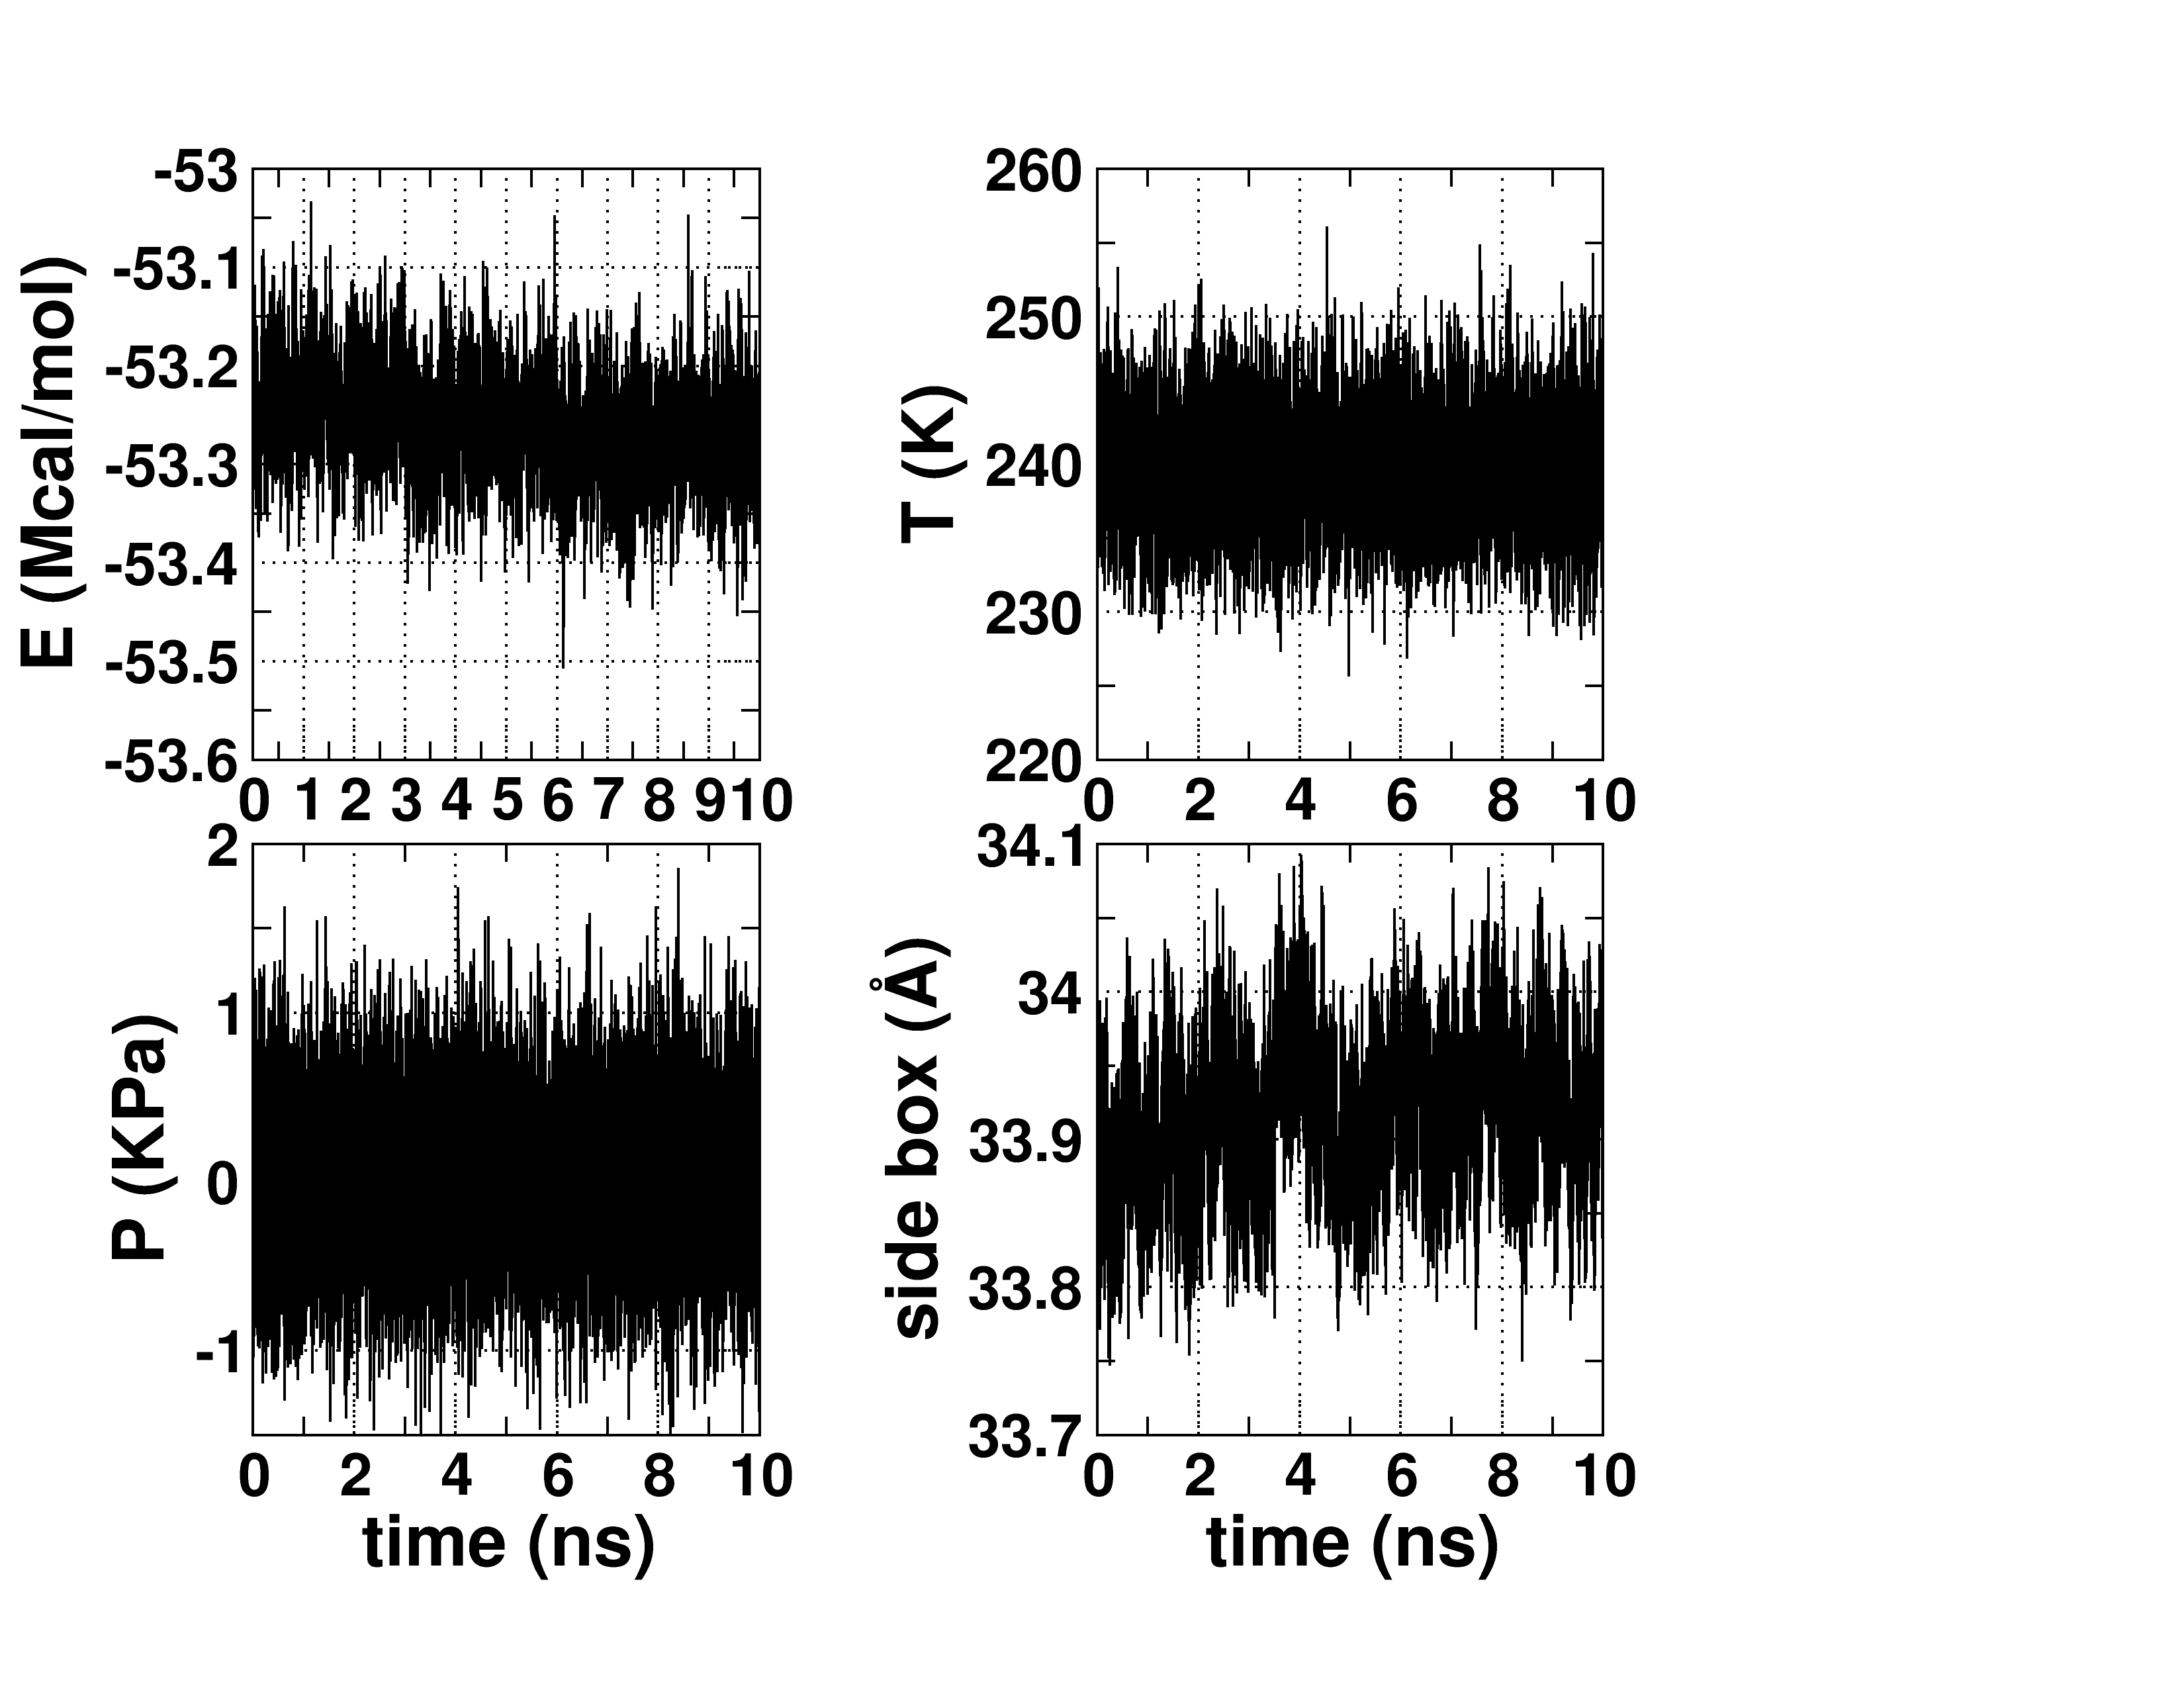 E (Mcal/mol)
-53
-53.1
-53.2
-53.3
-53.4
-53.5
-53.6
0 1 2 3 4 5 6 7 8 9 10
T (K)
260
250
240
230
220
0 2 4 6 8 10
P (KPa)
2
1
0
-1
0 2 4 6 8 10
time (ns)
side box (Å)
34.1
34
33.9
33.8
33.7
0 2 4 6 8 10
time (ns)